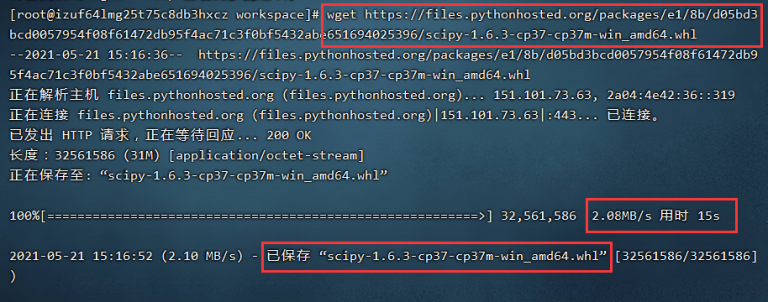 [root@izuf64lmg25t75c8db3hxcz workspace]# wget https://files.pythonhosted.org/packages/e1/8b/d05bd3
bcd0057954f08f61472db95f4ac71c3f0bf5432abe651694025396/scipy-1.6.3-cp37-cp37m-win_amd64.whl
--2021-05-21 15:16:36-- https://files.pythonhosted.org/packages/e1/8b/d05bd3bcd0057954f08f61472db9
5f4ac71c3f0bf5432abe651694025396/scipy-1.6.3-cp37-cp37m-win_amd64.whl
正在解析主机 files.pythonhosted.org (files.pythonhosted.org)... 151.101.73.63, 2a04:4e42:36::319
正在连接 files.pythonhosted.org (files.pythonhosted.org)|151.101.73.63|:443... 已连接。
已发出 HTTP 请求，正在等待回应... 200 OK
长度：32561586 (31M) [application/octet-stream]
正在保存至: “scipy-1.6.3-cp37-cp37m-win_amd64.whl”
100%[======================================================>] 32,561,586 2.08MB/s 用时 15s
2021-05-21 15:16:52 (2.10 MB/s) - 已保存 “scipy-1.6.3-cp37-cp37m-win_amd64.whl” [32561586/32561586]
)